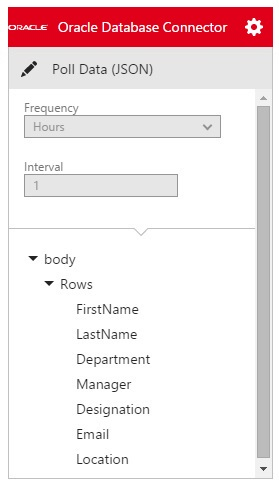 ORACLE Oracle Database Connector
Poll Data (JSON)
Frequency
Hours
Interval
1
body
Rows
FirstName
LastName
Department
Manager
Designation
Email
Location